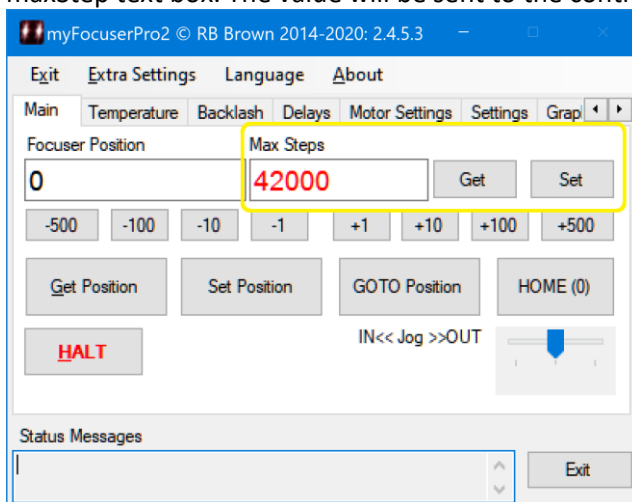 maxStep text box. The value will be sent to the contr
myFocuserPro2 © RB Brown 2014-2020: 2.4.5.3
Exit Extra Settings Language About
Main Temperature Backlash Delays Motor Settings Settings Grap
Focuser Position Max Steps
0 42000 Get Set
-500 -100 -10 -1 +1 +10 +100 +500
Get Position Set Position GOTO Position HOME (0)
HALT IN<< Jog >>OUT
Status Messages
Exit